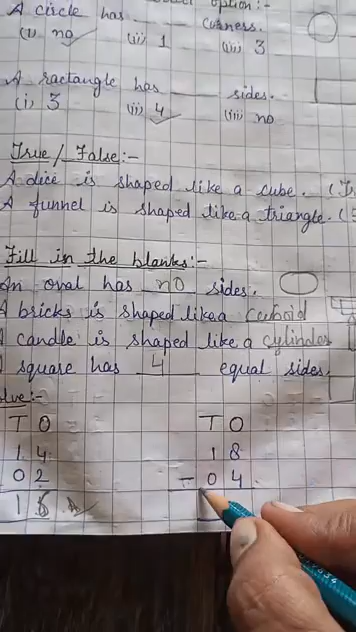 option:-
A circle has ___ corners.
(i) no (ii) 1 (iii) 3
A ractangle has ___ sides.
(i) 3 (ii) 4 (iii) no
True/False:-
A dice is shaped like a cube. (
A funnel is shaped like a triangle. (
Fill in the blanks:-
An oval has no sides.
A bricks is shaped like a Cuboid
A candle is shaped like a Cylinder
A square has 4 equal sides.
T O T O
1 4 1 8
0 2 - 0 4
1